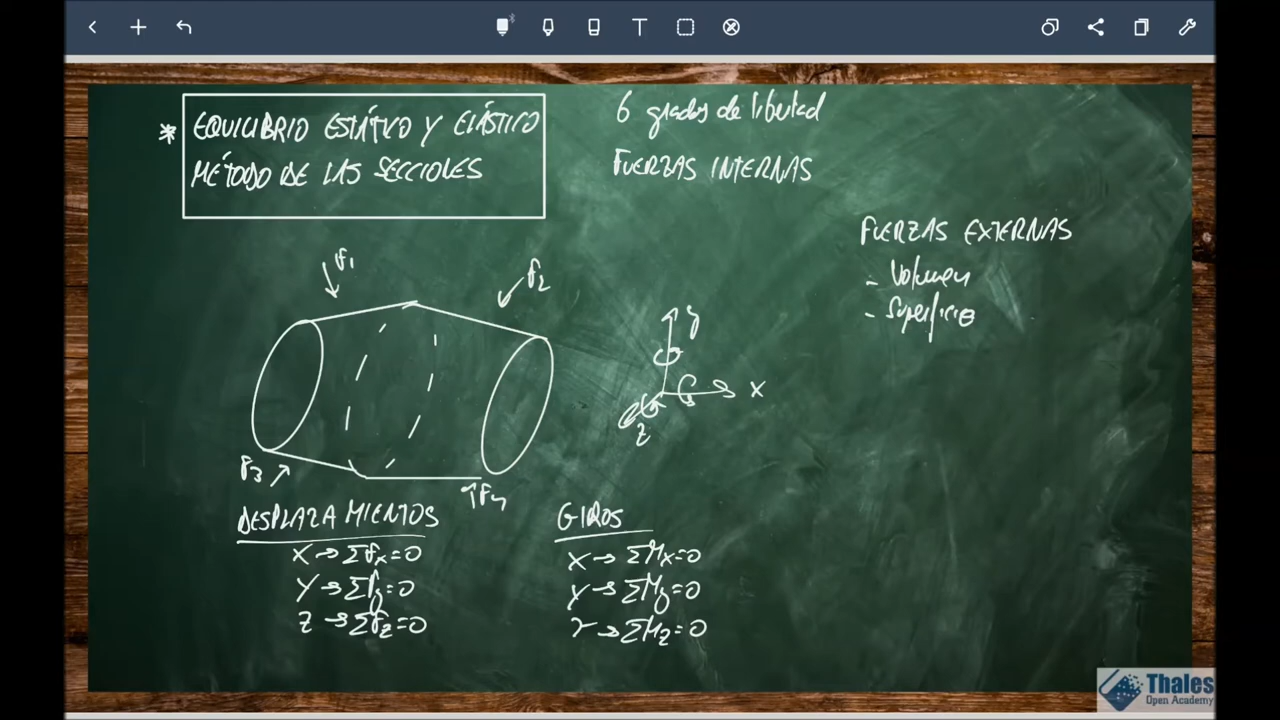 * EQUILIBRIO ESTÁTICO Y ELÁSTICO
MÉTODO DE LAS SECCIONES
6 grados de libertad
FUERZAS INTERNAS
FUERZAS EXTERNAS
- Volumen
- Superficie
F1
F2
y
X
Z
F3
F4
DESPLAZAMIENTOS
X → ΣFx=0
Y → ΣFy=0
Z → ΣFz=0
GIROS
X → ΣMx=0
Y → ΣMy=0
Z → ΣMz=0
Thales
Open Academy